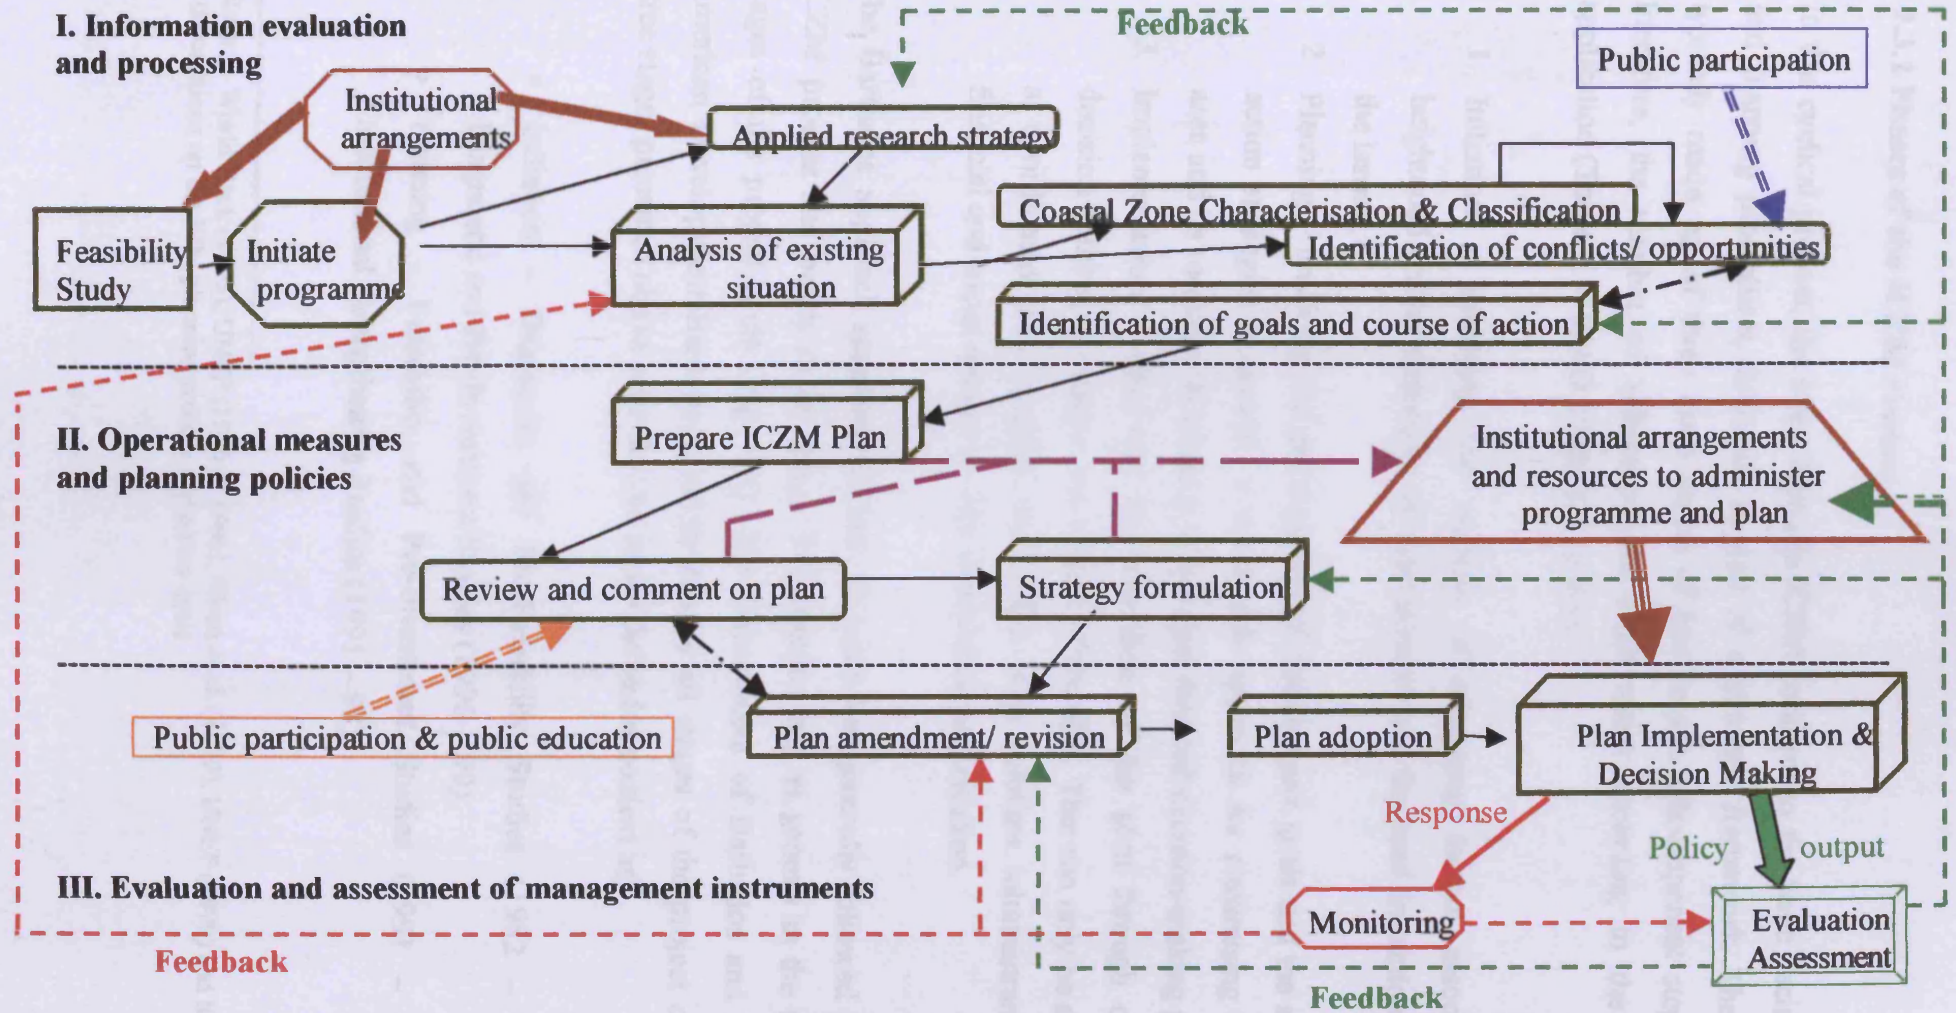 I. Information evaluation
and processing
Feedback
Public participation
Institutional
arrangements
Applied research strategy
Coastal Zone Characterisation & Classification
Feasibility
Study
Initiate
programme
Analysis of existing
situation
Identification of conflicts/ opportunities
Identification of goals and course of action
II. Operational measures
and planning policies
Prepare ICZM Plan
Institutional arrangements
and resources to administer
programme and plan
Review and comment on plan
Strategy formulation
Public participation & public education
Plan amendment/ revision
Plan adoption
Plan Implementation &
Decision Making
Response
Policy output
III. Evaluation and assessment of management instruments
Monitoring
Evaluation
Assessment
Feedback
Feedback